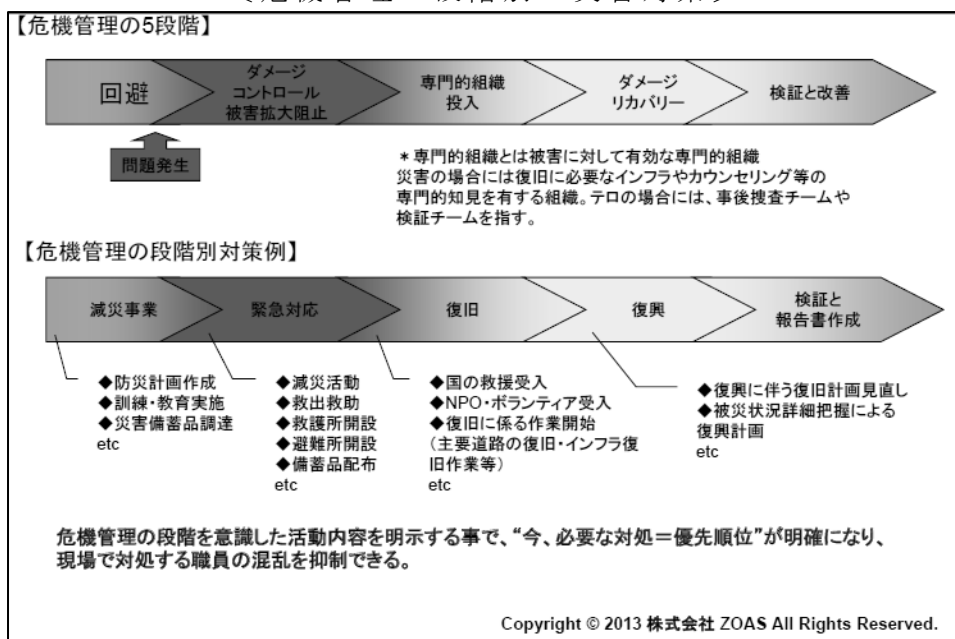 【危機管理の5段階】
回避
ダメージ
コントロール
被害拡大阻止
専門的組織
投入
ダメージ
リカバリー
検証と改善
問題発生
＊専門的組織とは被害に対して有効な専門的組織
災害の場合には復旧に必要なインフラやカウンセリング等の
専門的知見を有する組織。テロの場合には、事後捜査チームや
検証チームを指す。
【危機管理の段階別対策例】
減災事業
緊急対応
復旧
復興
検証と
報告書作成
◆防災計画作成
◆訓練・教育実施
◆災害備蓄品調達
etc
◆減災活動
◆救出救助
◆救護所開設
◆避難所開設
◆備蓄品配布
etc
◆国の救援受入
◆NPO・ボランティア受入
◆復旧に係る作業開始
（主要道路の復旧・インフラ復
旧作業等）
etc
◆復興に伴う復旧計画見直し
◆被災状況詳細把握による
復興計画
etc
危機管理の段階を意識した活動内容を明示する事で、“今、必要な対処＝優先順位”が明確になり、
現場で対処する職員の混乱を抑制できる。
Copyright © 2013 株式会社 ZOAS All Rights Reserved.